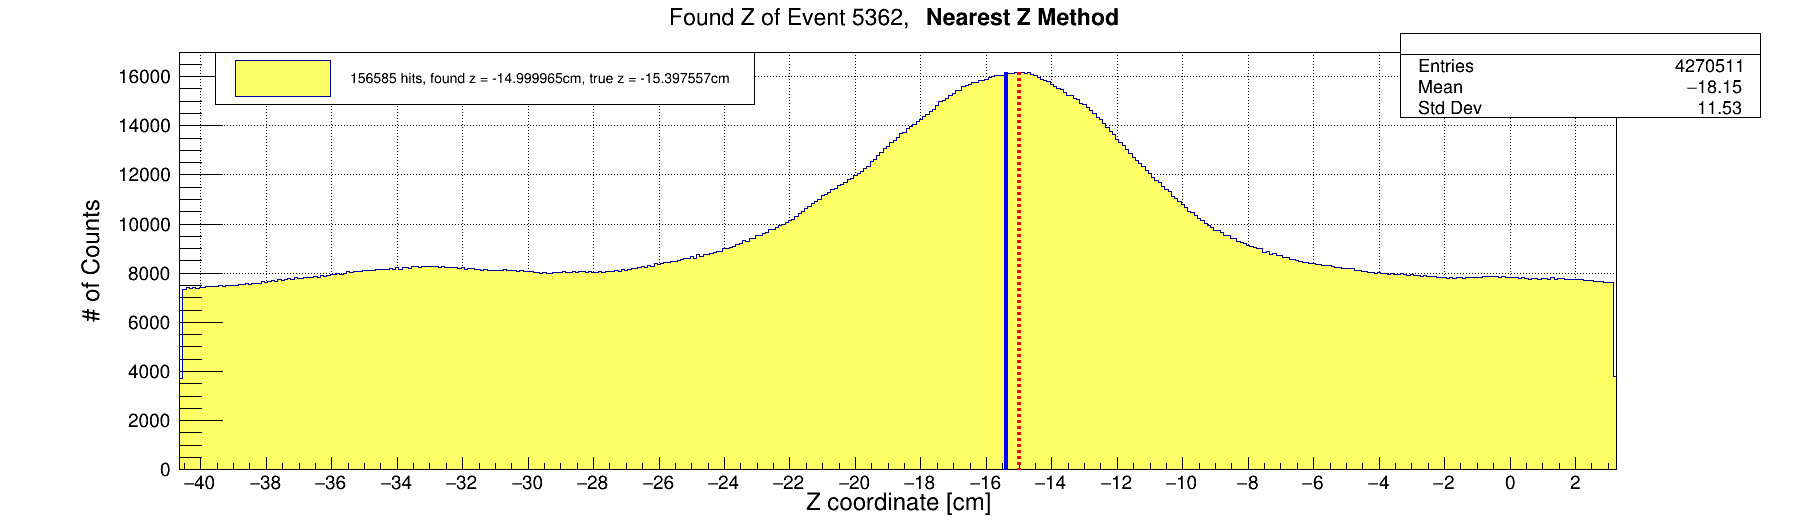 Found Z of Event 5362, Nearest Z Method
156585 hits, found z = -14.999965cm, true z = -15.397557cm
Entries 4270511
Mean −18.15
Std Dev 11.53
# of Counts
16000
14000
12000
10000
8000
6000
4000
2000
0
−40 −38 −36 −34 −32 −30 −28 −26 −24 −22 −20 −18 −16 −14 −12 −10 −8 −6 −4 −2 0 2
Z coordinate [cm]